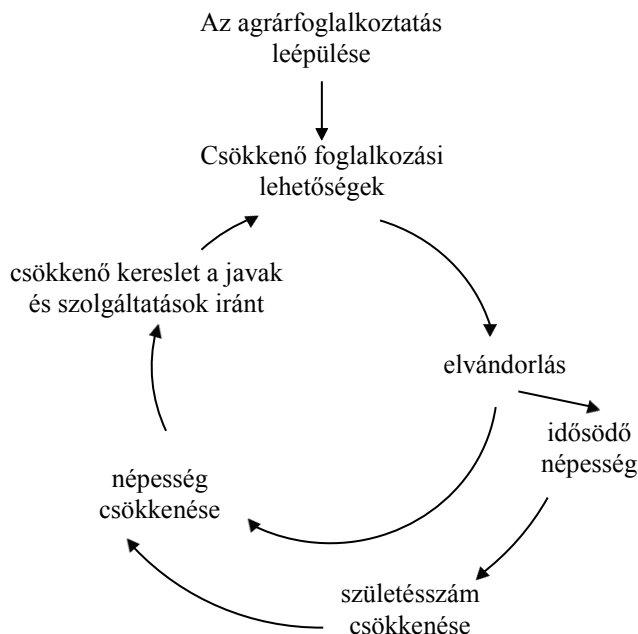 Az agrárfoglalkoztatás
leépülése
Csökkenő foglalkozási
lehetőségek
csökkenő kereslet a javak
és szolgáltatások iránt
elvándorlás
idősödő
népesség
népesség
csökkenése
születésszám
csökkenése